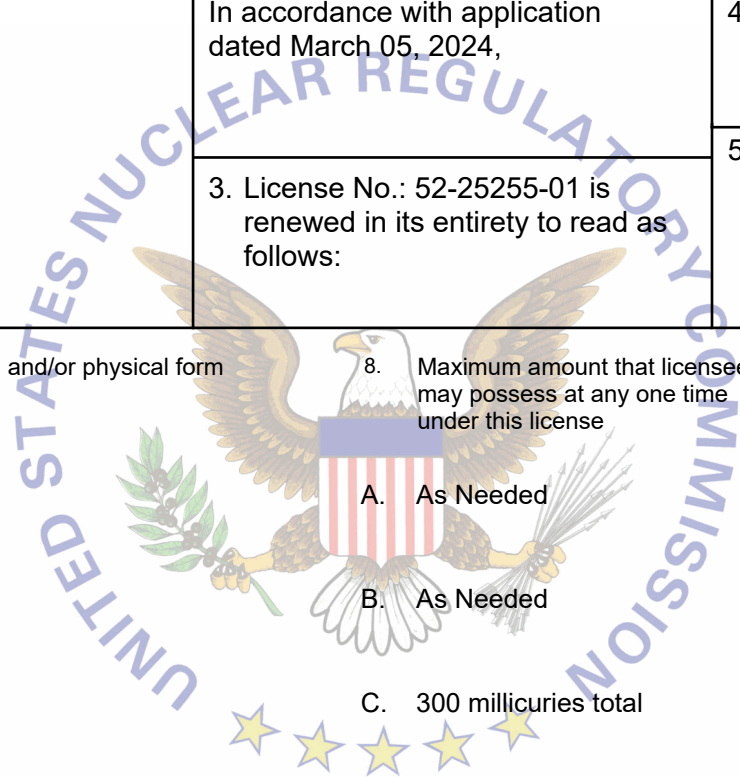 In accordance with application
dated March 05, 2024,
4
5
3. License No.: 52-25255-01 is
renewed in its entirety to read as
follows:
and/or physical form
8. Maximum amount that licensee
may possess at any one time
under this license
A. As Needed
B. As Needed
C. 300 millicuries total
UNITED STATES NUCLEAR REGULATORY COMMISSION